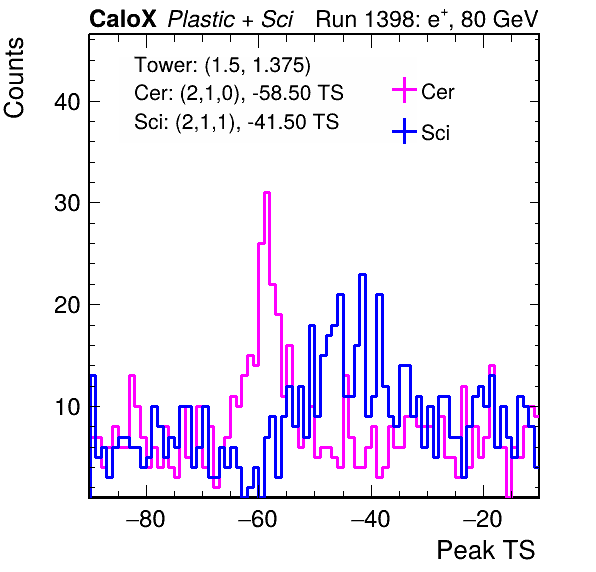 CaloX Plastic + Sci Run 1398: e⁺, 80 GeV
Tower: (1.5, 1.375)
Cer: (2,1,0), -58.50 TS
Sci: (2,1,1), -41.50 TS
Cer
Sci
Counts
40
30
20
10
−80 −60 −40 −20
Peak TS